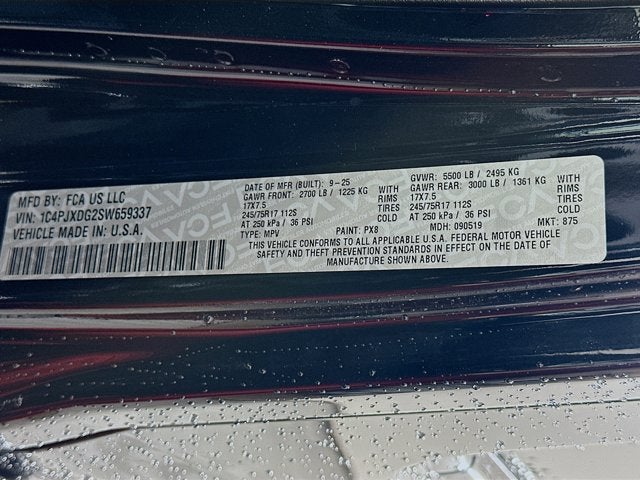 MFD BY: FCA US LLC
VIN: 1C4PJXDG2SW659337
VEHICLE MADE IN: U.S.A.
DATE OF MFR (BUILT): 9-25 GVWR: 5500 LB / 2495 KG
GAWR FRONT: 2700 LB / 1225 KG WITH GAWR REAR: 3000 LB / 1361 KG WITH
17X7.5 RIMS 17X7.5 RIMS
245/75R17 112S TIRES 245/75R17 112S TIRES
AT 250 kPa / 36 PSI COLD AT 250 kPa / 36 PSI COLD
TYPE: MPV PAINT: PX8 MDH: 090519 MKT: 875
THIS VEHICLE CONFORMS TO ALL APPLICABLE U.S.A. FEDERAL MOTOR VEHICLE
SAFETY AND THEFT PREVENTION STANDARDS IN EFFECT ON THE DATE OF
MANUFACTURE SHOWN ABOVE.